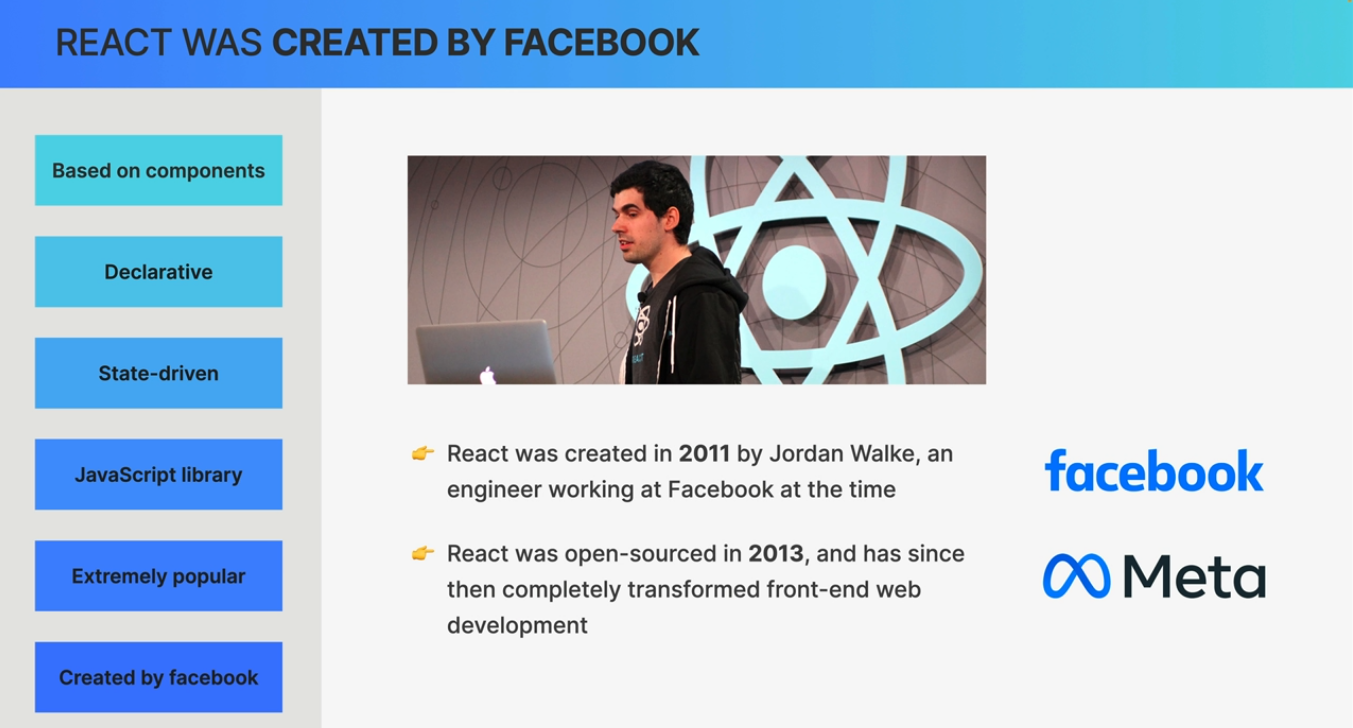 REACT WAS CREATED BY FACEBOOK
Based on components
Declarative
State-driven
JavaScript library
Extremely popular
Created by facebook
REACT
👉 React was created in 2011 by Jordan Walke, an
engineer working at Facebook at the time
👉 React was open-sourced in 2013, and has since
then completely transformed front-end web
development
facebook
Meta